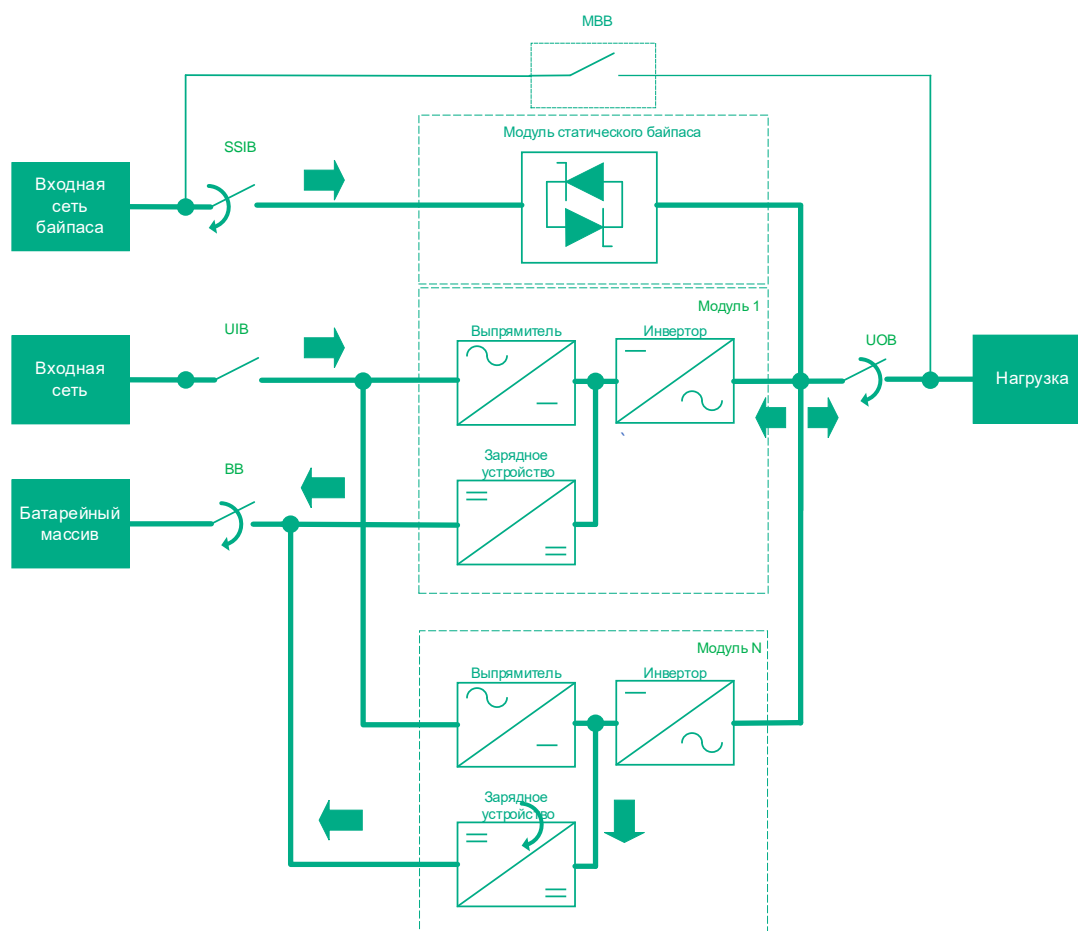 MBB
Модуль статического байпаса
SSIB
Входная
сеть
байпаса
Модуль 1
UIB
Выпрямитель
Инвертор
UOB
Входная
сеть
Нагрузка
Зарядное
устройство
BB
Батарейный
массив
Модуль N
Выпрямитель
Инвертор
Зарядное
устройство